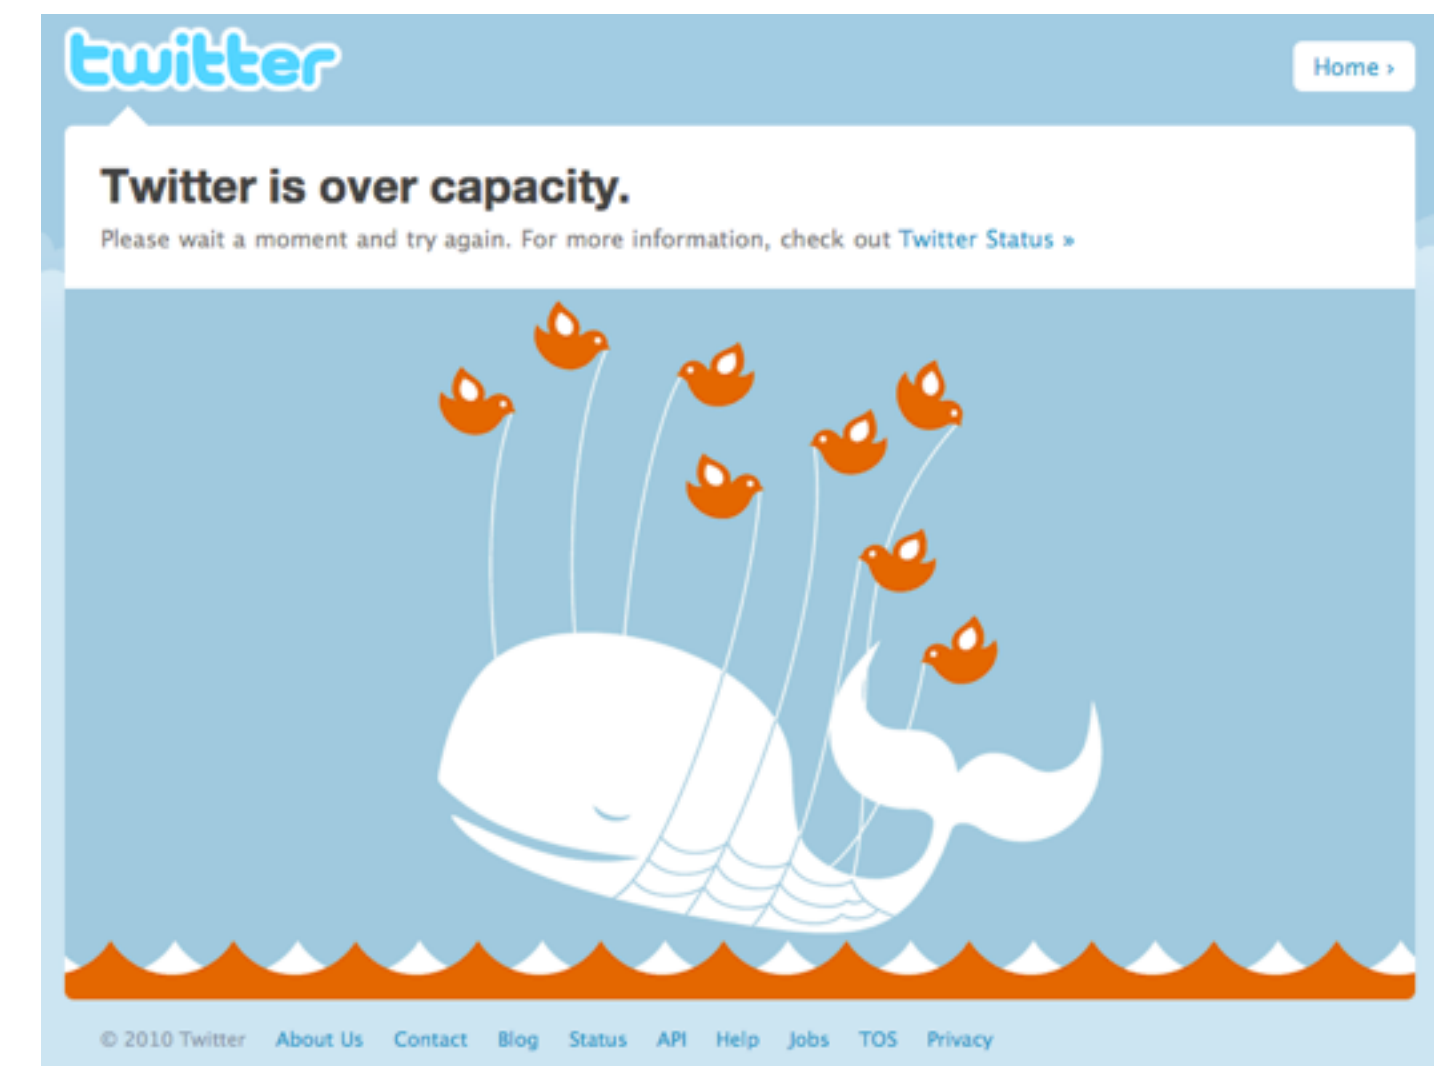 twitter
Home ›
Twitter is over capacity.
Please wait a moment and try again. For more information, check out Twitter Status »
© 2010 Twitter About Us Contact Blog Status API Help Jobs TOS Privacy